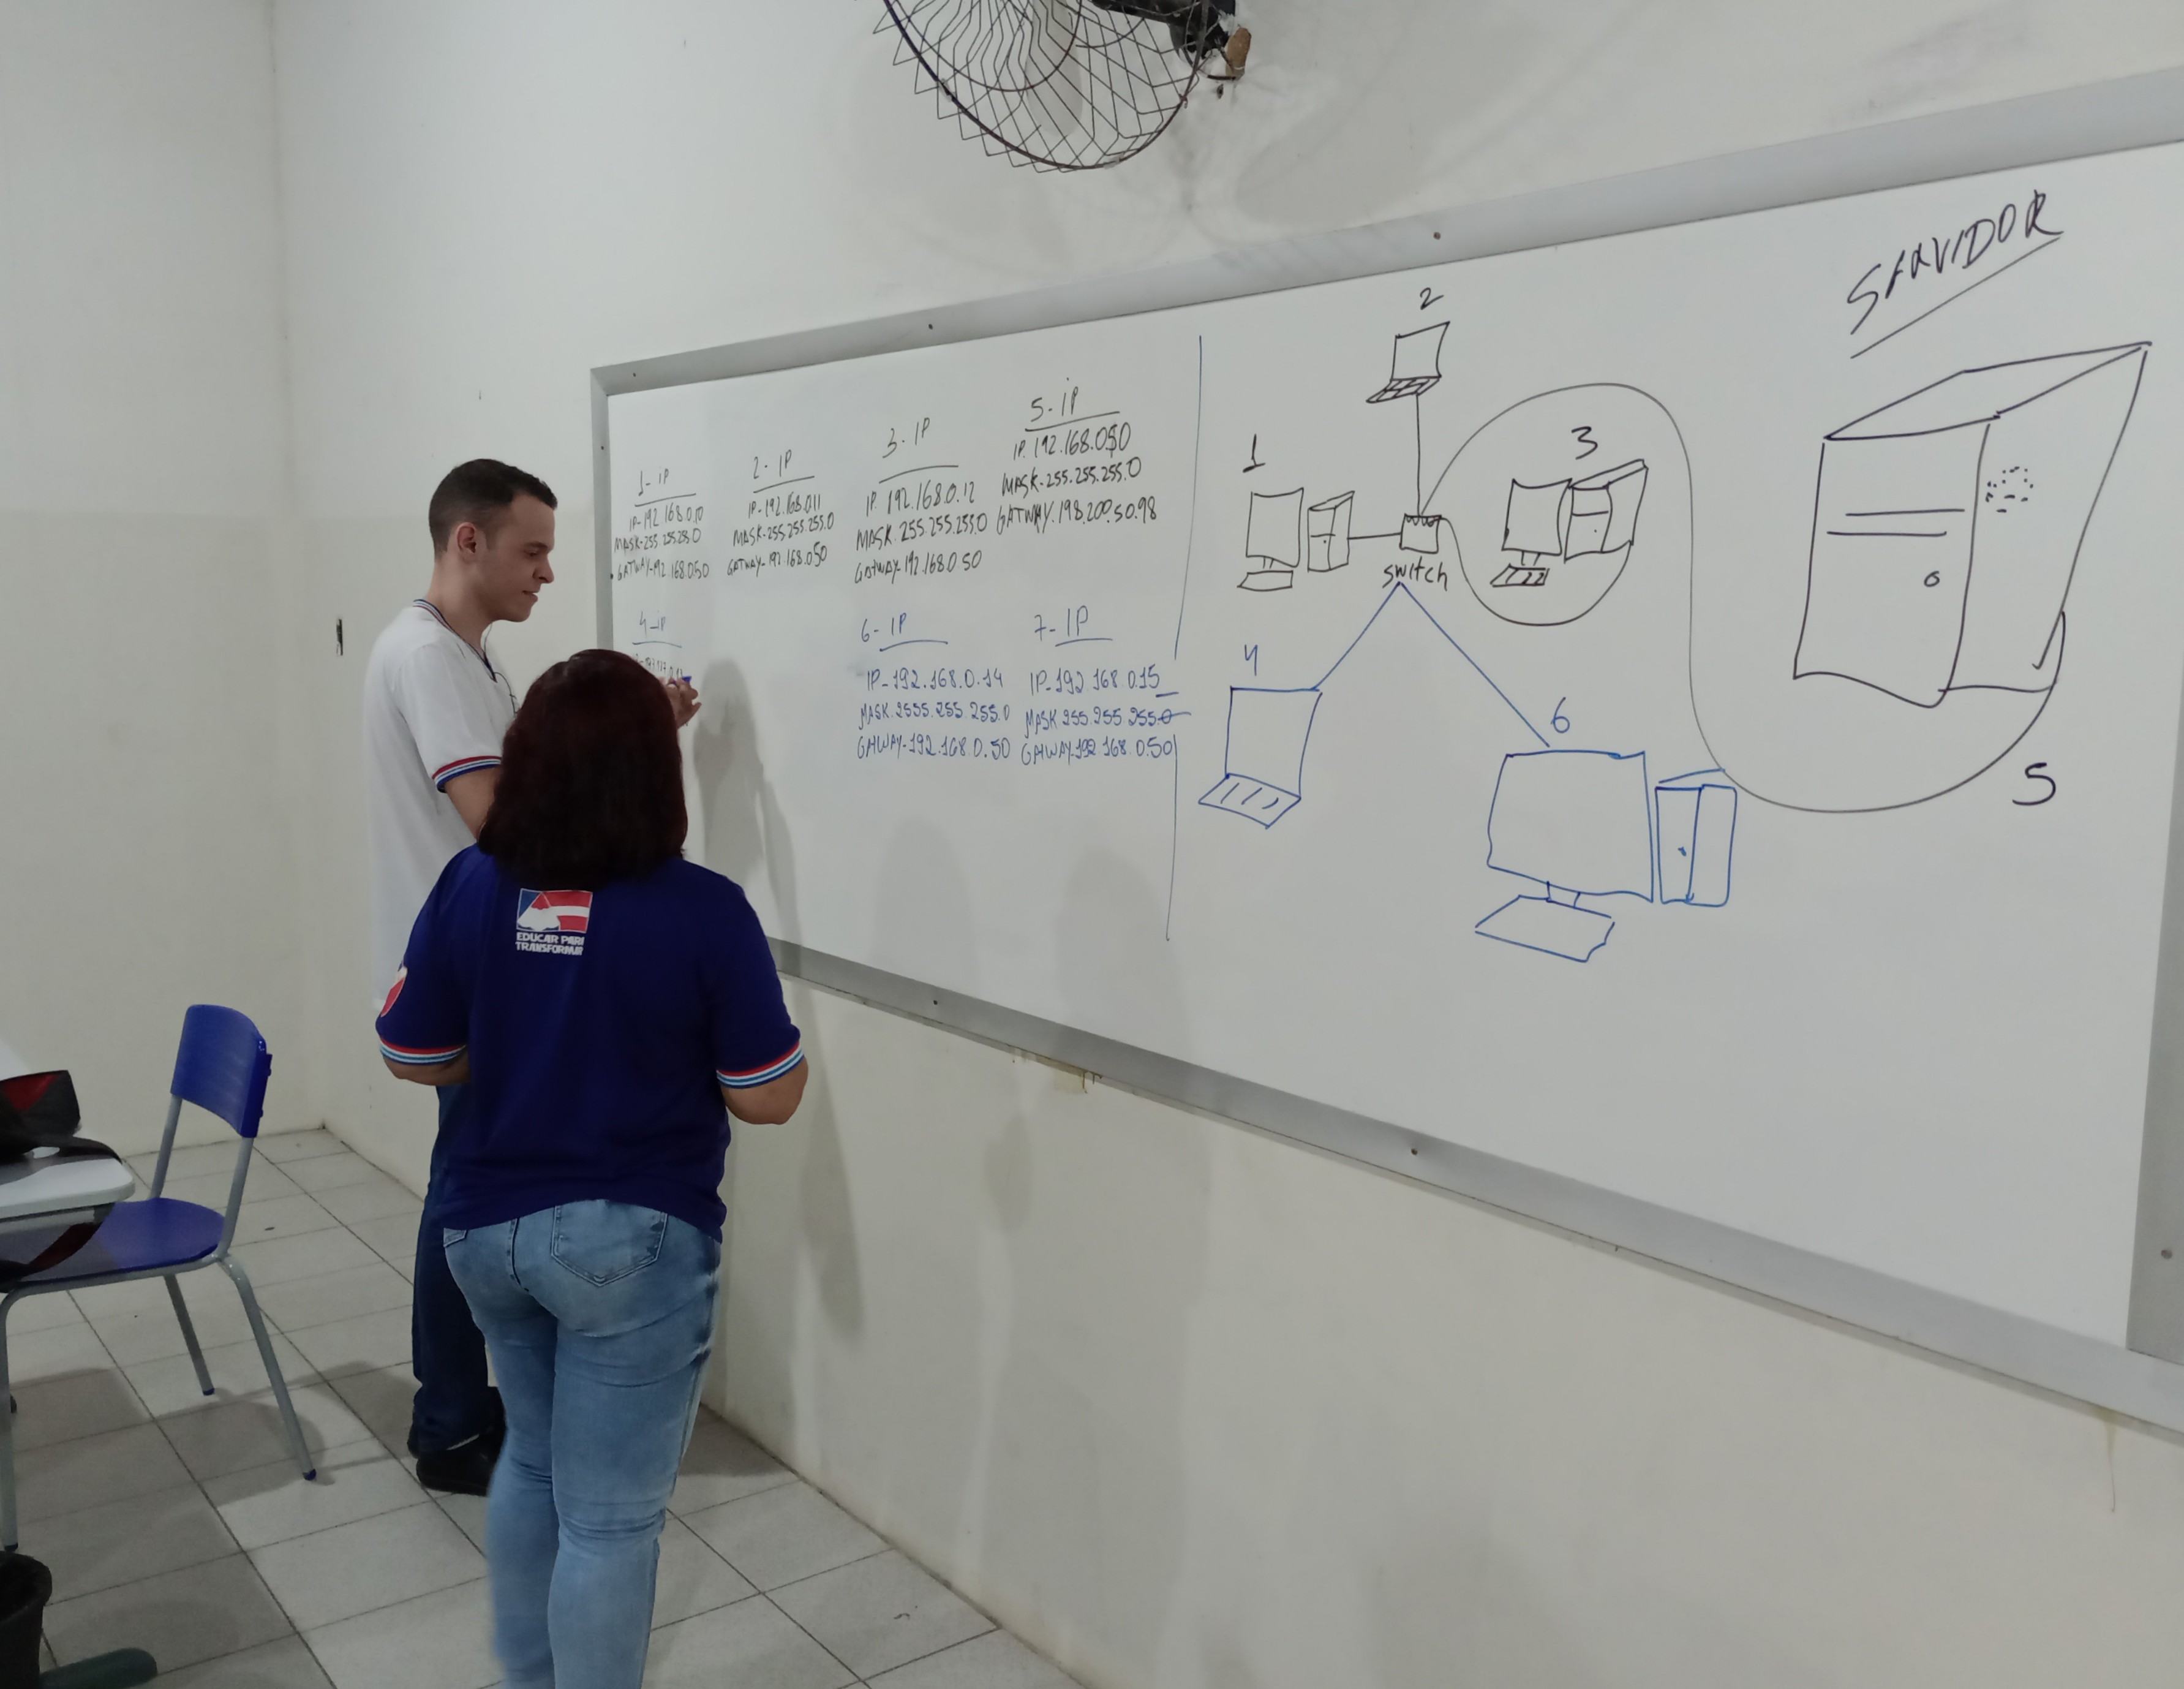 1-IP
IP-192.168.0.10
MASK-255.255.255.0
GATWAY-192.168.0.50
2-IP
IP-192.168.0.11
MASK-255.255.255.0
GATWAY-192.168.0.50
3-IP
IP.192.168.0.12
MASK.255.255.255.0
GATWAY-192.168.0.50
5-IP
IP.192.168.0.50
MASK-255.255.255.0
GATWAY.198.200.50.98
4-IP
6-IP
IP-192.168.0.14
MASK.2555.255.255.0
GATWAY-192.168.0.50
7-IP
IP-192.168.0.15
MASK.255.255.255.0
GATWAY.192.168.0.50
SERVIDOR
2
1
3
switch
4
6
5
EDUCAR PARA
TRANSFORMAR